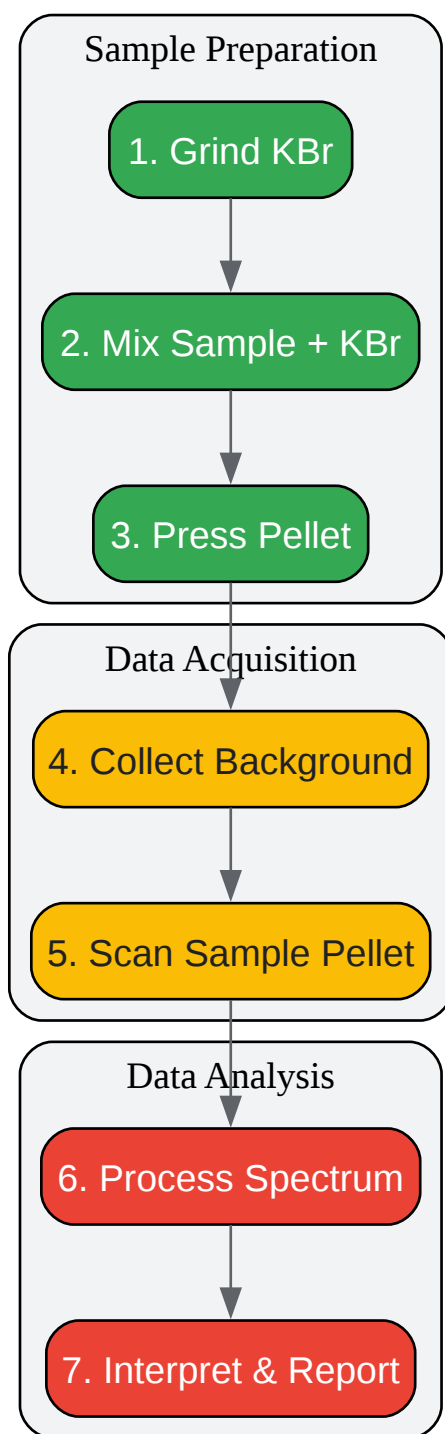 Sample Preparation
1. Grind KBr
2. Mix Sample + KBr
3. Press Pellet
Data Acquisition
4. Collect Background
5. Scan Sample Pellet
Data Analysis
6. Process Spectrum
7. Interpret & Report